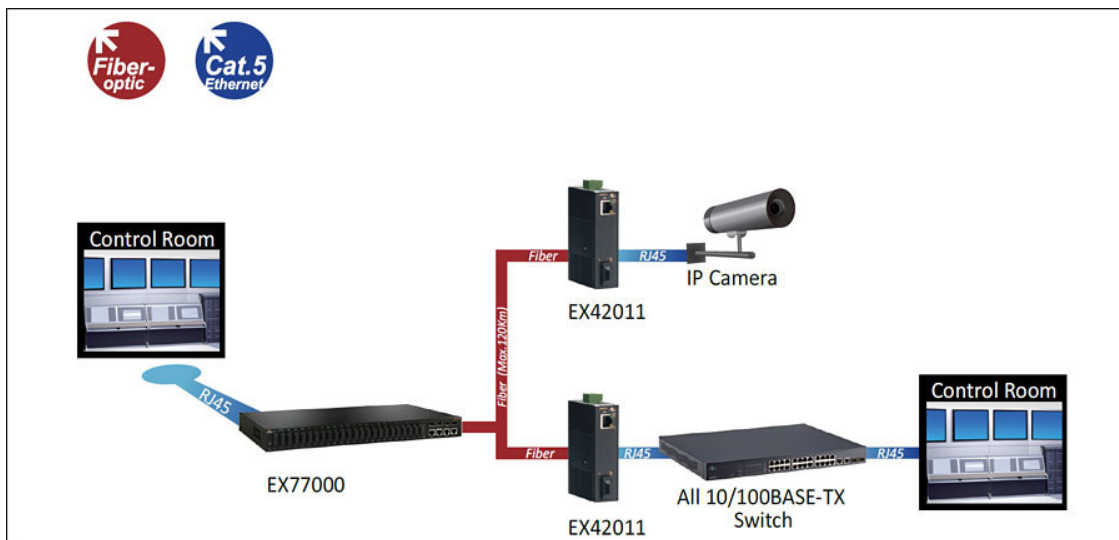 Fiber-
optic
Cat.5
Ethernet
Control Room
RJ45
EX77000
Fiber (Max.120Km)
Fiber
EX42011
RJ45
IP Camera
Fiber
EX42011
RJ45
All 10/100BASE-TX
Switch
RJ45
Control Room